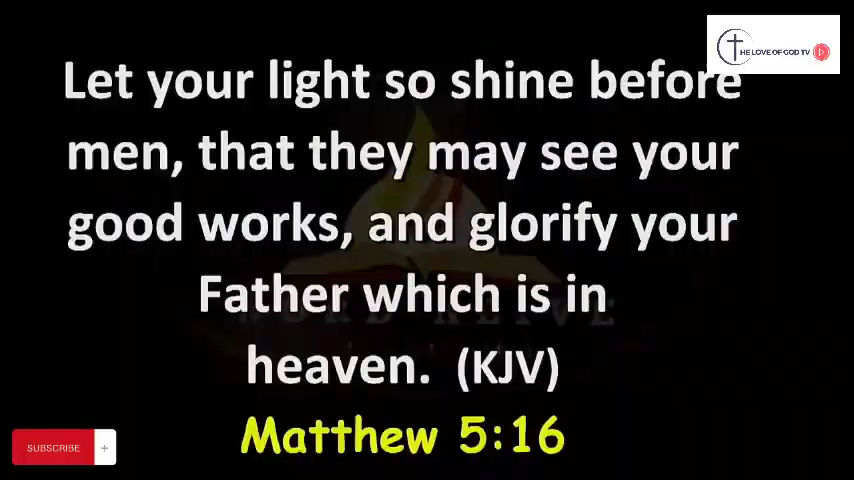 THE LOVE OF GOD TV
Let your light so shine before
men, that they may see your
good works, and glorify your
Father which is in
heaven. (KJV)
Matthew 5:16
SUBSCRIBE +